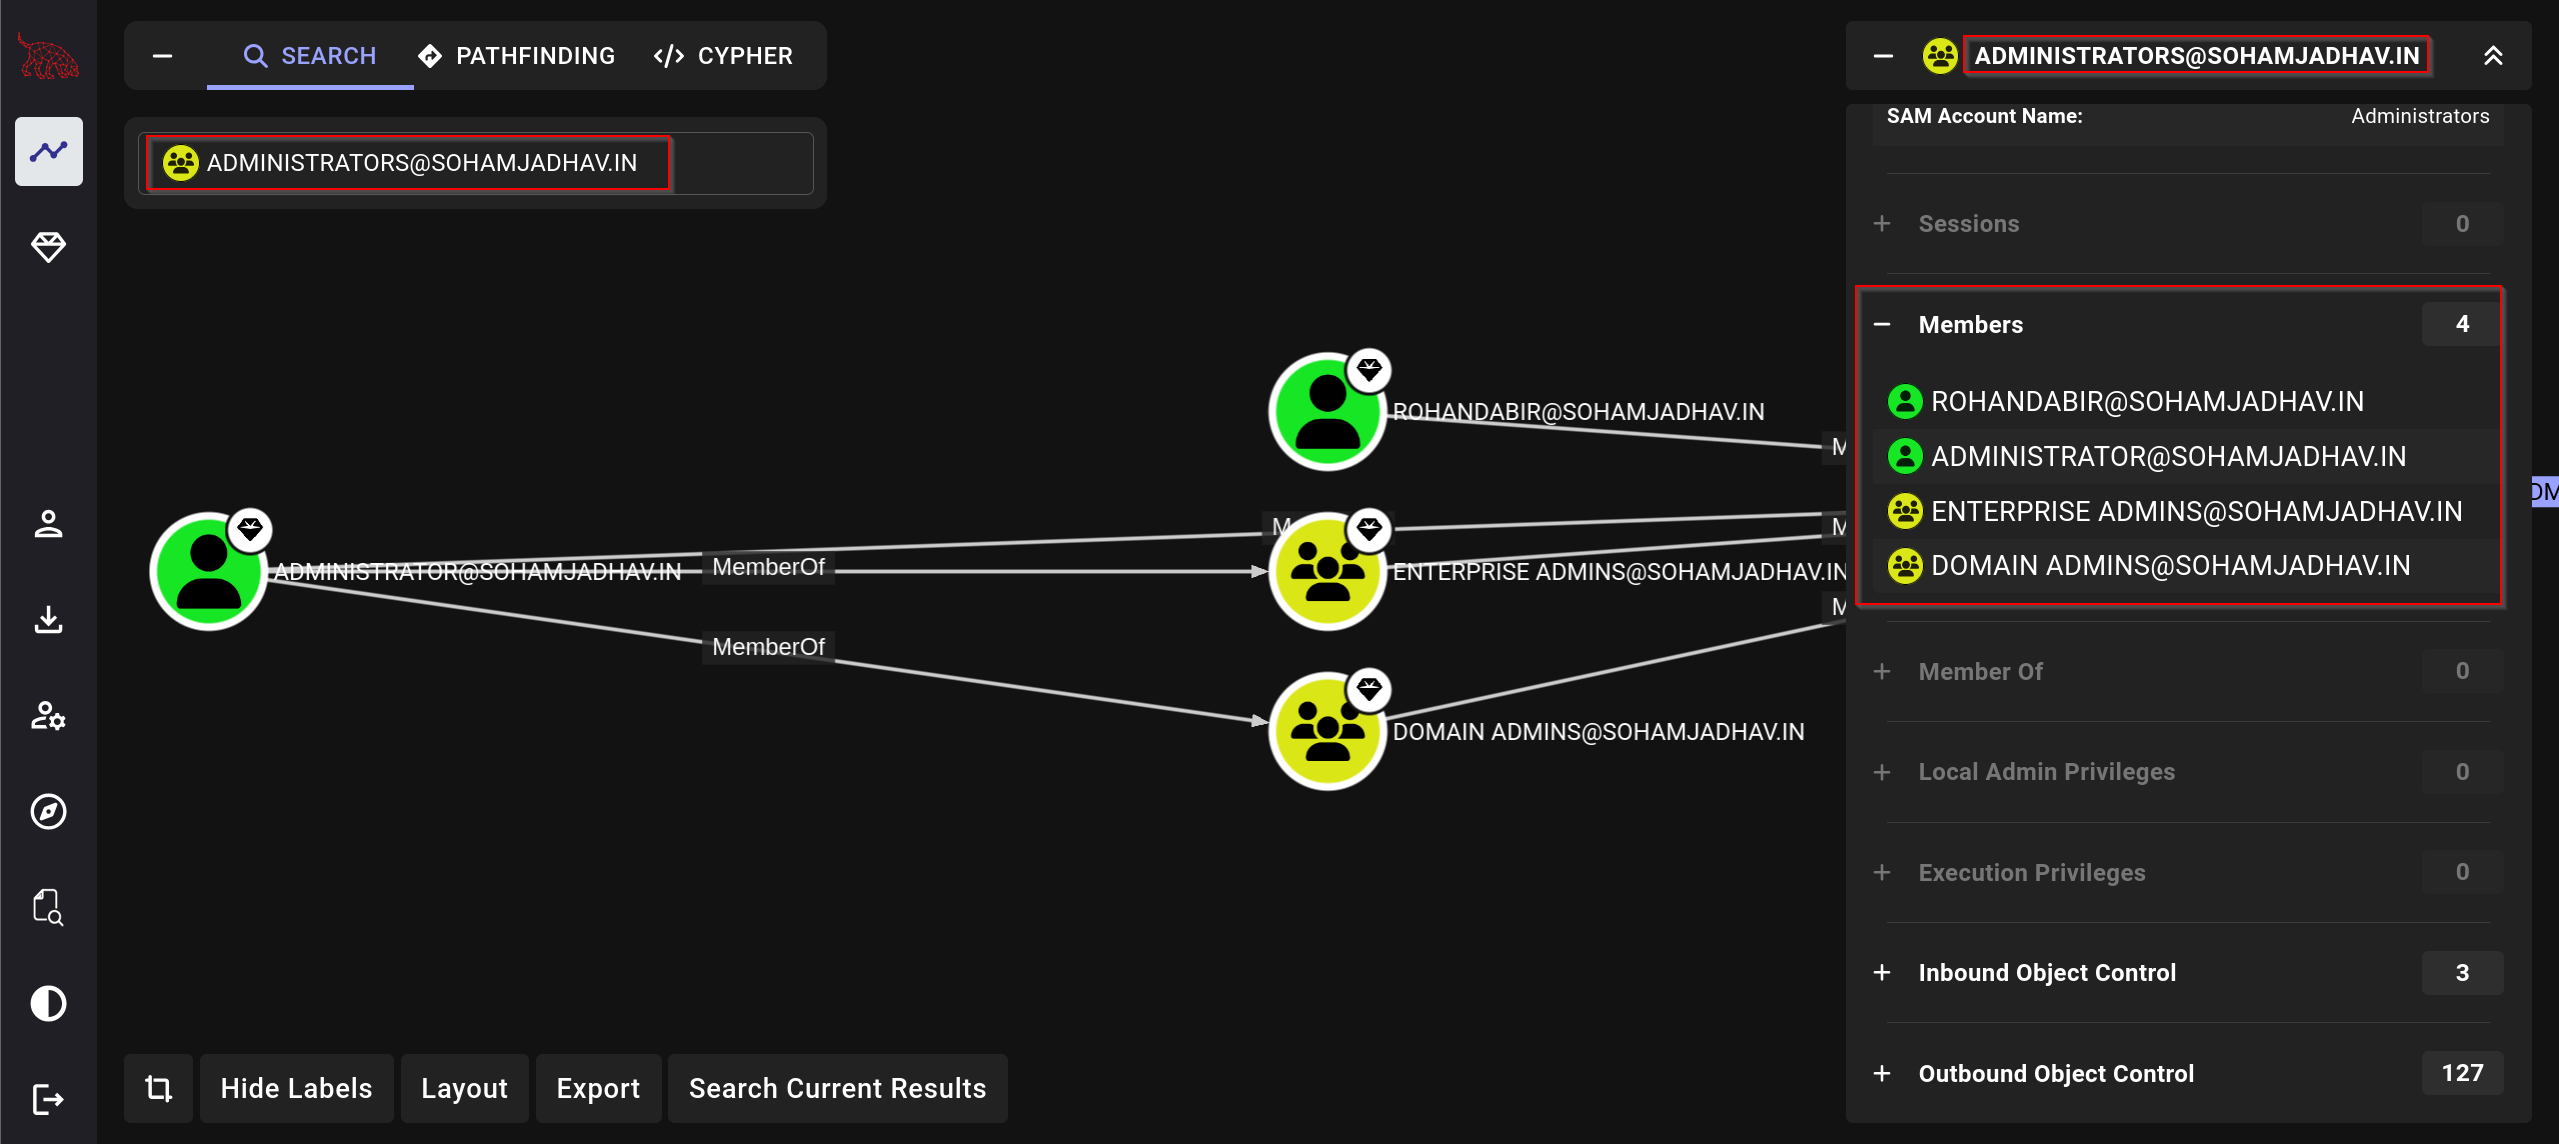 SEARCH
PATHFINDING
CYPHER
ADMINISTRATORS@SOHAMJADHAV.IN
ADMINISTRATORS@SOHAMJADHAV.IN
SAM Account Name: Administrators
Sessions 0
Members 4
ROHANDABIR@SOHAMJADHAV.IN
ADMINISTRATOR@SOHAMJADHAV.IN
ENTERPRISE ADMINS@SOHAMJADHAV.IN
DOMAIN ADMINS@SOHAMJADHAV.IN
Member Of 0
Local Admin Privileges 0
Execution Privileges 0
Inbound Object Control 3
Outbound Object Control 127
ROHANDABIR@SOHAMJADHAV.IN
ADMINISTRATOR@SOHAMJADHAV.IN
MemberOf
ENTERPRISE ADMINS@SOHAMJADHAV.IN
MemberOf
DOMAIN ADMINS@SOHAMJADHAV.IN
Hide Labels
Layout
Export
Search Current Results